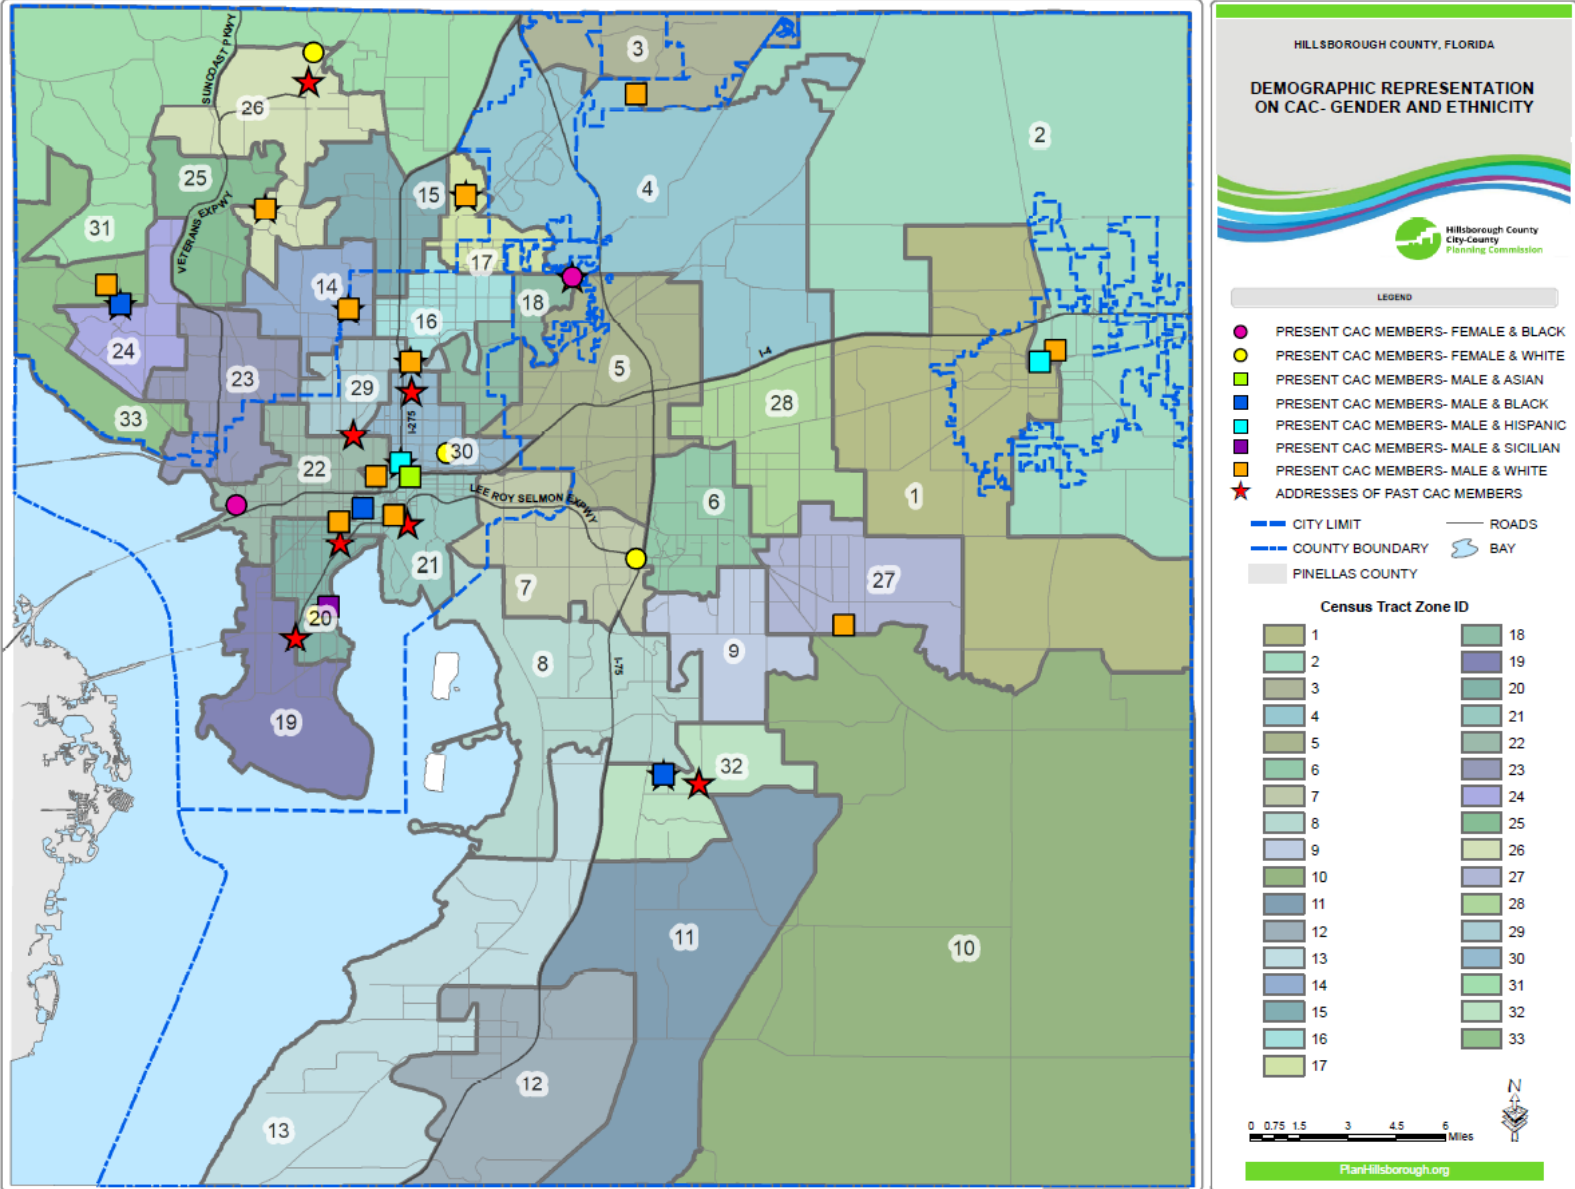 SUNCOAST PKWY
3
26
2
25
4
15
VETERANS EXPWY
31
17
14
18
16
24
I-4
5
23
29
28
33
I-275
30
22
LEE ROY SELMON EXPWY
6
1
21
7
27
20
9
8
I-75
19
32
11
10
12
13
HILLSBOROUGH COUNTY, FLORIDA
DEMOGRAPHIC REPRESENTATION
ON CAC- GENDER AND ETHNICITY
Hillsborough County
City-County
Planning Commission
LEGEND
PRESENT CAC MEMBERS- FEMALE & BLACK
PRESENT CAC MEMBERS- FEMALE & WHITE
PRESENT CAC MEMBERS- MALE & ASIAN
PRESENT CAC MEMBERS- MALE & BLACK
PRESENT CAC MEMBERS- MALE & HISPANIC
PRESENT CAC MEMBERS- MALE & SICILIAN
PRESENT CAC MEMBERS- MALE & WHITE
ADDRESSES OF PAST CAC MEMBERS
CITY LIMIT ROADS
COUNTY BOUNDARY BAY
PINELLAS COUNTY
Census Tract Zone ID
1 18
2 19
3 20
4 21
5 22
6 23
7 24
8 25
9 26
10 27
11 28
12 29
13 30
14 31
15 32
16 33
17
N
0 0.75 1.5 3 4.5 6
Miles
PlanHillsborough.org